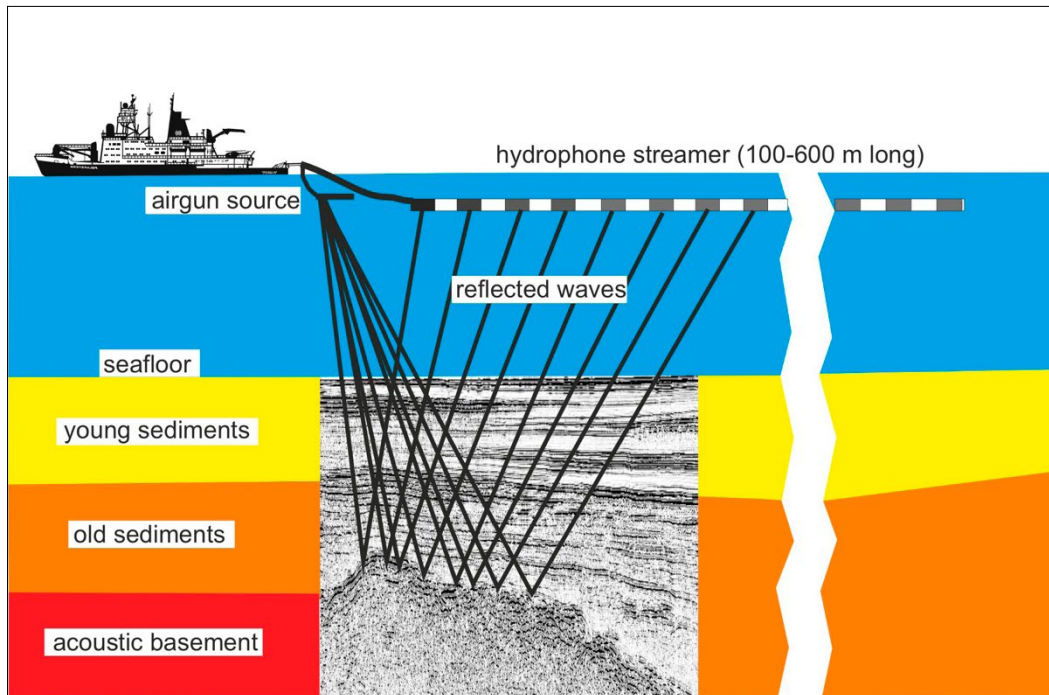 hydrophone streamer (100-600 m long)
airgun source
reflected waves
seafloor
young sediments
old sediments
acoustic basement